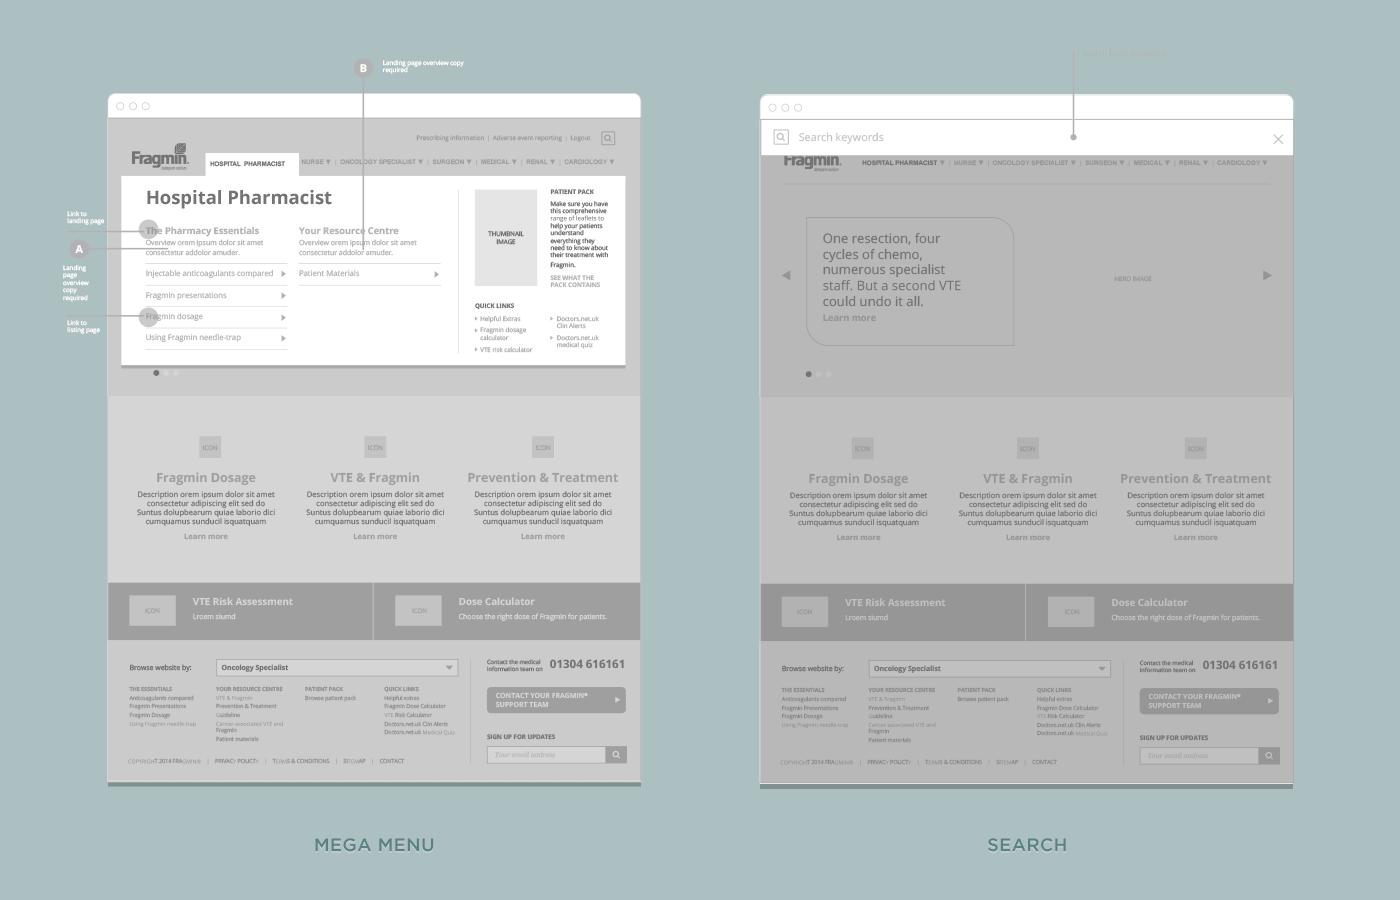 B
Landing page overview copy
required
Prescribing information | Adverse event reporting | Logout
Fragmin
HOSPITAL PHARMACIST
NURSE ▼ | ONCOLOGY SPECIALIST ▼ | SURGEON ▼ | MEDICAL ▼ | RENAL ▼ | CARDIOLOGY ▼
Hospital Pharmacist
Link to
landing page
A
Landing
page
overview
copy
required
Link to
listing page
The Pharmacy Essentials
Overview orem ipsum dolor sit amet
consectetur addolor amuder.
Injectable anticoagulants compared
Fragmin presentations
Fragmin dosage
Using Fragmin needle-trap
Your Resource Centre
Overview orem ipsum dolor sit amet
consectetur addolor amuder.
Patient Materials
THUMBNAIL
IMAGE
PATIENT PACK
Make sure you have
this comprehensive
range of leaflets to
help your patients
understand
everything they
need to know about
their treatment with
Fragmin.
SEE WHAT THE
PACK CONTAINS
QUICK LINKS
Helpful Extras
Fragmin dosage
calculator
VTE risk calculator
Doctors.net.uk
Clin Alerts
Doctors.net.uk
medical quiz
ICON
Fragmin Dosage
Description orem ipsum dolor sit amet
consectetur adipiscing elit sed do
Suntus dolupbearum quiae laborio dici
cumquamus sunducil isquatquam
Learn more
ICON
VTE & Fragmin
Description orem ipsum dolor sit amet
consectetur adipiscing elit sed do
Suntus dolupbearum quiae laborio dici
cumquamus sunducil isquatquam
Learn more
ICON
Prevention & Treatment
Description orem ipsum dolor sit amet
consectetur adipiscing elit sed do
Suntus dolupbearum quiae laborio dici
cumquamus sunducil isquatquam
Learn more
ICON
VTE Risk Assessment
Lroem siumd
ICON
Dose Calculator
Choose the right dose of Fragmin for patients.
Browse website by:
Oncology Specialist
THE ESSENTIALS
Anticoagulants compared
Fragmin Presentations
Fragmin Dosage
Using Fragmin needle-trap
YOUR RESOURCE CENTRE
VTE & Fragmin
Prevention & Treatment
Guideline
Cancer-associated VTE and
Fragmin
Patient materials
PATIENT PACK
Browse patient pack
QUICK LINKS
Helpful extras
Fragmin Dose Calculator
VTE Risk Calculator
Doctors.net.uk Clin Alerts
Doctors.net.uk Medical Quiz
Contact the medical
information team on
01304 616161
CONTACT YOUR FRAGMIN®
SUPPORT TEAM
SIGN UP FOR UPDATES
Your email address
COPYRIGHT 2014 FRAGMIN® | PRIVACY POLICTY | TERMS & CONDITIONS | SITEMAP | CONTACT
MEGA MENU
Search keywords
Fragmin
HOSPITAL PHARMACIST ▼ | NURSE ▼ | ONCOLOGY SPECIALIST ▼ | SURGEON ▼ | MEDICAL ▼ | RENAL ▼ | CARDIOLOGY ▼
One resection, four
cycles of chemo,
numerous specialist
staff. But a second VTE
could undo it all.
Learn more
HERO IMAGE
ICON
Fragmin Dosage
Description orem ipsum dolor sit amet
consectetur adipiscing elit sed do
Suntus dolupbearum quiae laborio dici
cumquamus sunducil isquatquam
Learn more
ICON
VTE & Fragmin
Description orem ipsum dolor sit amet
consectetur adipiscing elit sed do
Suntus dolupbearum quiae laborio dici
cumquamus sunducil isquatquam
Learn more
ICON
Prevention & Treatment
Description orem ipsum dolor sit amet
consectetur adipiscing elit sed do
Suntus dolupbearum quiae laborio dici
cumquamus sunducil isquatquam
Learn more
ICON
VTE Risk Assessment
Lroem siumd
ICON
Dose Calculator
Choose the right dose of Fragmin for patients.
Browse website by:
Oncology Specialist
THE ESSENTIALS
Anticoagulants compared
Fragmin Presentations
Fragmin Dosage
Using Fragmin needle-trap
YOUR RESOURCE CENTRE
VTE & Fragmin
Prevention & Treatment
Guideline
Cancer-associated VTE and
Fragmin
Patient materials
PATIENT PACK
Browse patient pack
QUICK LINKS
Helpful extras
Fragmin Dose Calculator
VTE Risk Calculator
Doctors.net.uk Clin Alerts
Doctors.net.uk Medical Quiz
Contact the medical
information team on
01304 616161
CONTACT YOUR FRAGMIN®
SUPPORT TEAM
SIGN UP FOR UPDATES
Your email address
COPYRIGHT 2014 FRAGMIN® | PRIVACY POLICTY | TERMS & CONDITIONS | SITEMAP | CONTACT
SEARCH